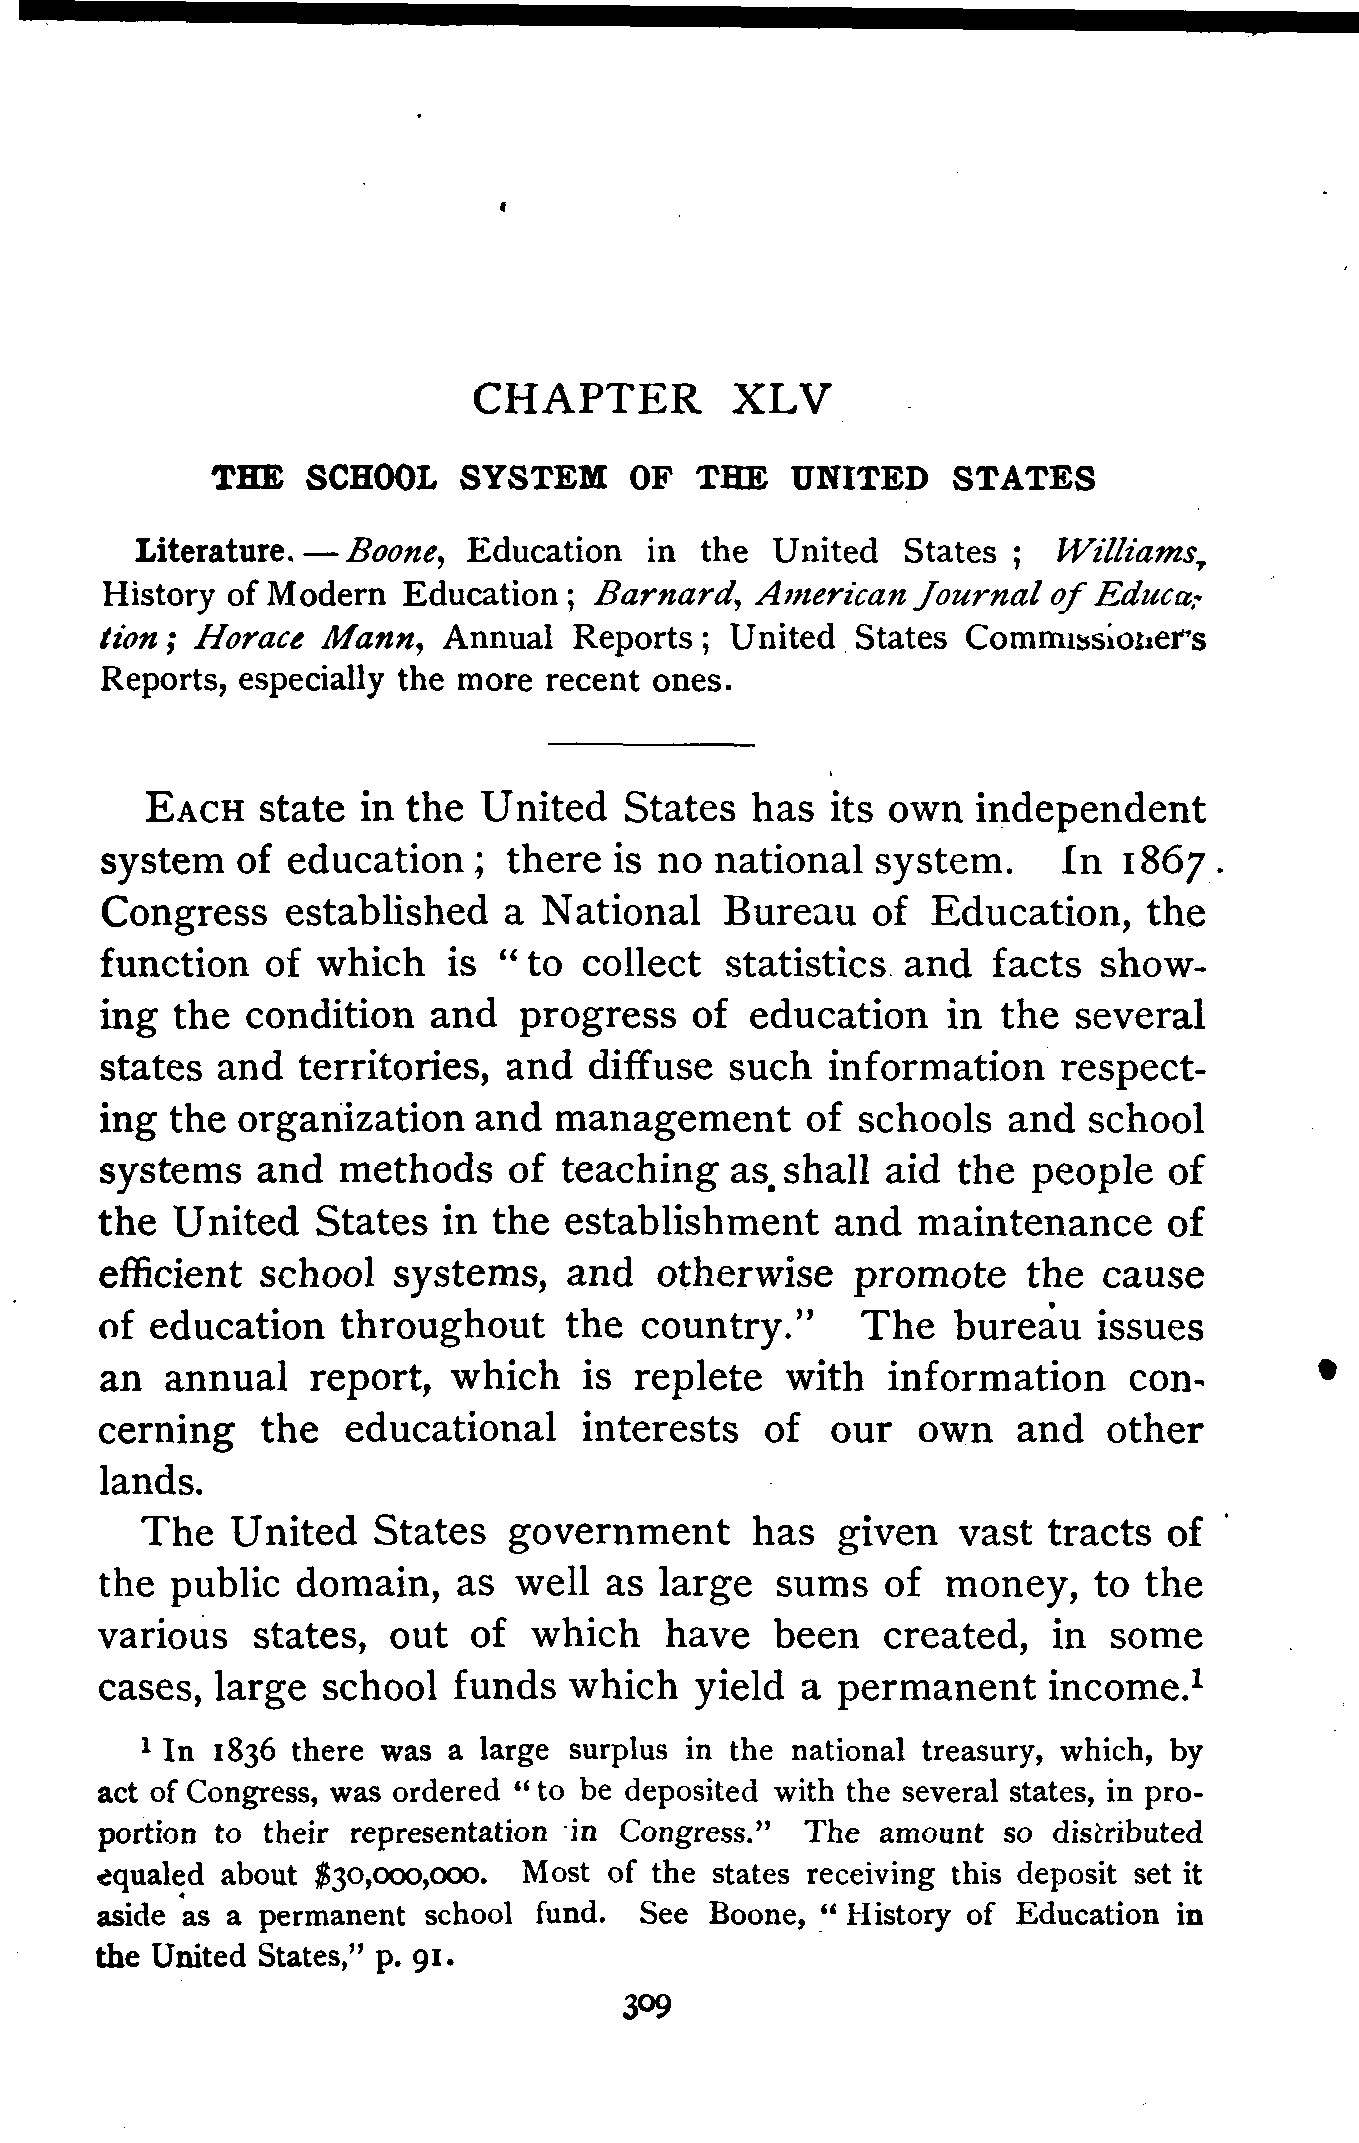 CHAPTER XLV
THE SCHOOL SYSTEM OF THE UNITED STATES
Literature. — Boone, Education in the United States ; Williams,
History of Modern Education ; Barnard, American Journal of Educa-
tion ; Horace Mann, Annual Reports ; United States Commissioner's
Reports, especially the more recent ones.
EACH state in the United States has its own independent
system of education ; there is no national system. In 1867
Congress established a National Bureau of Education, the
function of which is “ to collect statistics and facts show-
ing the condition and progress of education in the several
states and territories, and diffuse such information respect-
ing the organization and management of schools and school
systems and methods of teaching as shall aid the people of
the United States in the establishment and maintenance of
efficient school systems, and otherwise promote the cause
of education throughout the country.” The bureau issues
an annual report, which is replete with information con-
cerning the educational interests of our own and other
lands.
The United States government has given vast tracts of
the public domain, as well as large sums of money, to the
various states, out of which have been created, in some
cases, large school funds which yield a permanent income.¹
¹ In 1836 there was a large surplus in the national treasury, which, by
act of Congress, was ordered “ to be deposited with the several states, in pro-
portion to their representation in Congress.” The amount so distributed
equaled about $30,000,000. Most of the states receiving this deposit set it
aside as a permanent school fund. See Boone, “ History of Education in
the United States,” p. 91.
309